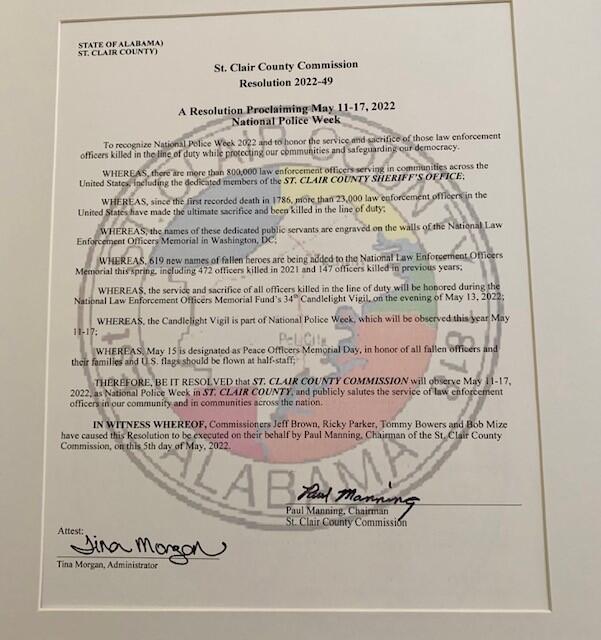 STATE OF ALABAMA)
ST. CLAIR COUNTY)
St. Clair County Commission
Resolution 2022-49
A Resolution Proclaiming May 11-17, 2022
National Police Week
To recognize National Police Week 2022 and to honor the service and sacrifice of those law enforcement
officers killed in the line of duty while protecting our communities and safeguarding our democracy.
WHEREAS, there are more than 800,000 law enforcement officers serving in communities across the
United States, including the dedicated members of the ST. CLAIR COUNTY SHERIFF'S OFFICE;
WHEREAS, since the first recorded death in 1786, more than 23,000 law enforcement officers in the
United States have made the ultimate sacrifice and been killed in the line of duty;
WHEREAS, the names of these dedicated public servants are engraved on the walls of the National Law
Enforcement Officers Memorial in Washington, DC;
WHEREAS, 619 new names of fallen heroes are being added to the National Law Enforcement Officers
Memorial this spring, including 472 officers killed in 2021 and 147 officers killed in previous years;
WHEREAS, the service and sacrifice of all officers killed in the line of duty will be honored during the
National Law Enforcement Officers Memorial Fund's 34th Candlelight Vigil, on the evening of May 13, 2022;
WHEREAS, the Candlelight Vigil is part of National Police Week, which will be observed this year May
11-17;
WHEREAS, May 15 is designated as Peace Officers Memorial Day, in honor of all fallen officers and
their families and U.S. flags should be flown at half-staff;
THEREFORE, BE IT RESOLVED that ST. CLAIR COUNTY COMMISSION will observe May 11-17,
2022, as National Police Week in ST. CLAIR COUNTY, and publicly salutes the service of law enforcement
officers in our community and in communities across the nation.
IN WITNESS WHEREOF, Commissioners Jeff Brown, Ricky Parker, Tommy Bowers and Bob Mize
have caused this Resolution to be executed on their behalf by Paul Manning, Chairman of the St. Clair County
Commission, on this 5th day of May, 2022.
Paul Manning
Paul Manning, Chairman
St. Clair County Commission
Attest:
Tina Morgan
Tina Morgan, Administrator
ST. CLAIR COUNTY
Pell City
ALABAMA